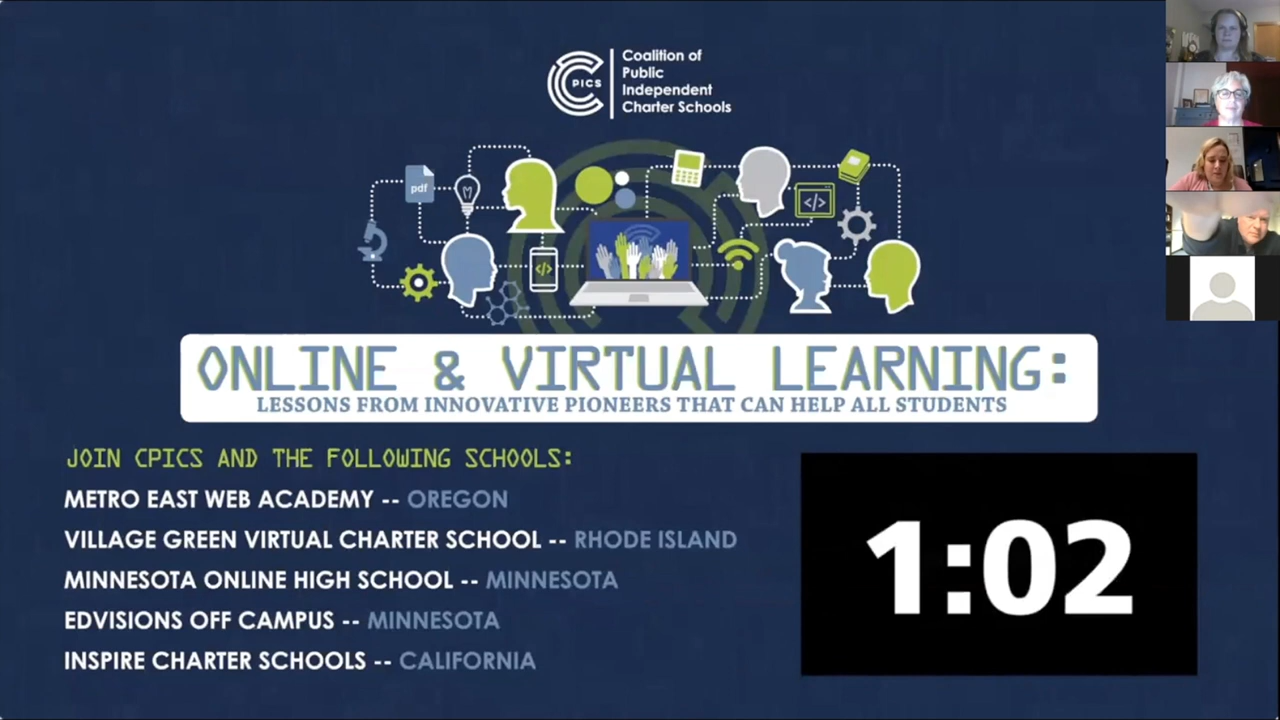 Coalition of
Public
Independent
Charter Schools
PICS
pdf
</>
</>
ONLINE & VIRTUAL LEARNING:
LESSONS FROM INNOVATIVE PIONEERS THAT CAN HELP ALL STUDENTS
JOIN CPICS AND THE FOLLOWING SCHOOLS:
METRO EAST WEB ACADEMY -- OREGON
VILLAGE GREEN VIRTUAL CHARTER SCHOOL -- RHODE ISLAND
MINNESOTA ONLINE HIGH SCHOOL -- MINNESOTA
EDVISIONS OFF CAMPUS -- MINNESOTA
INSPIRE CHARTER SCHOOLS -- CALIFORNIA
1:02